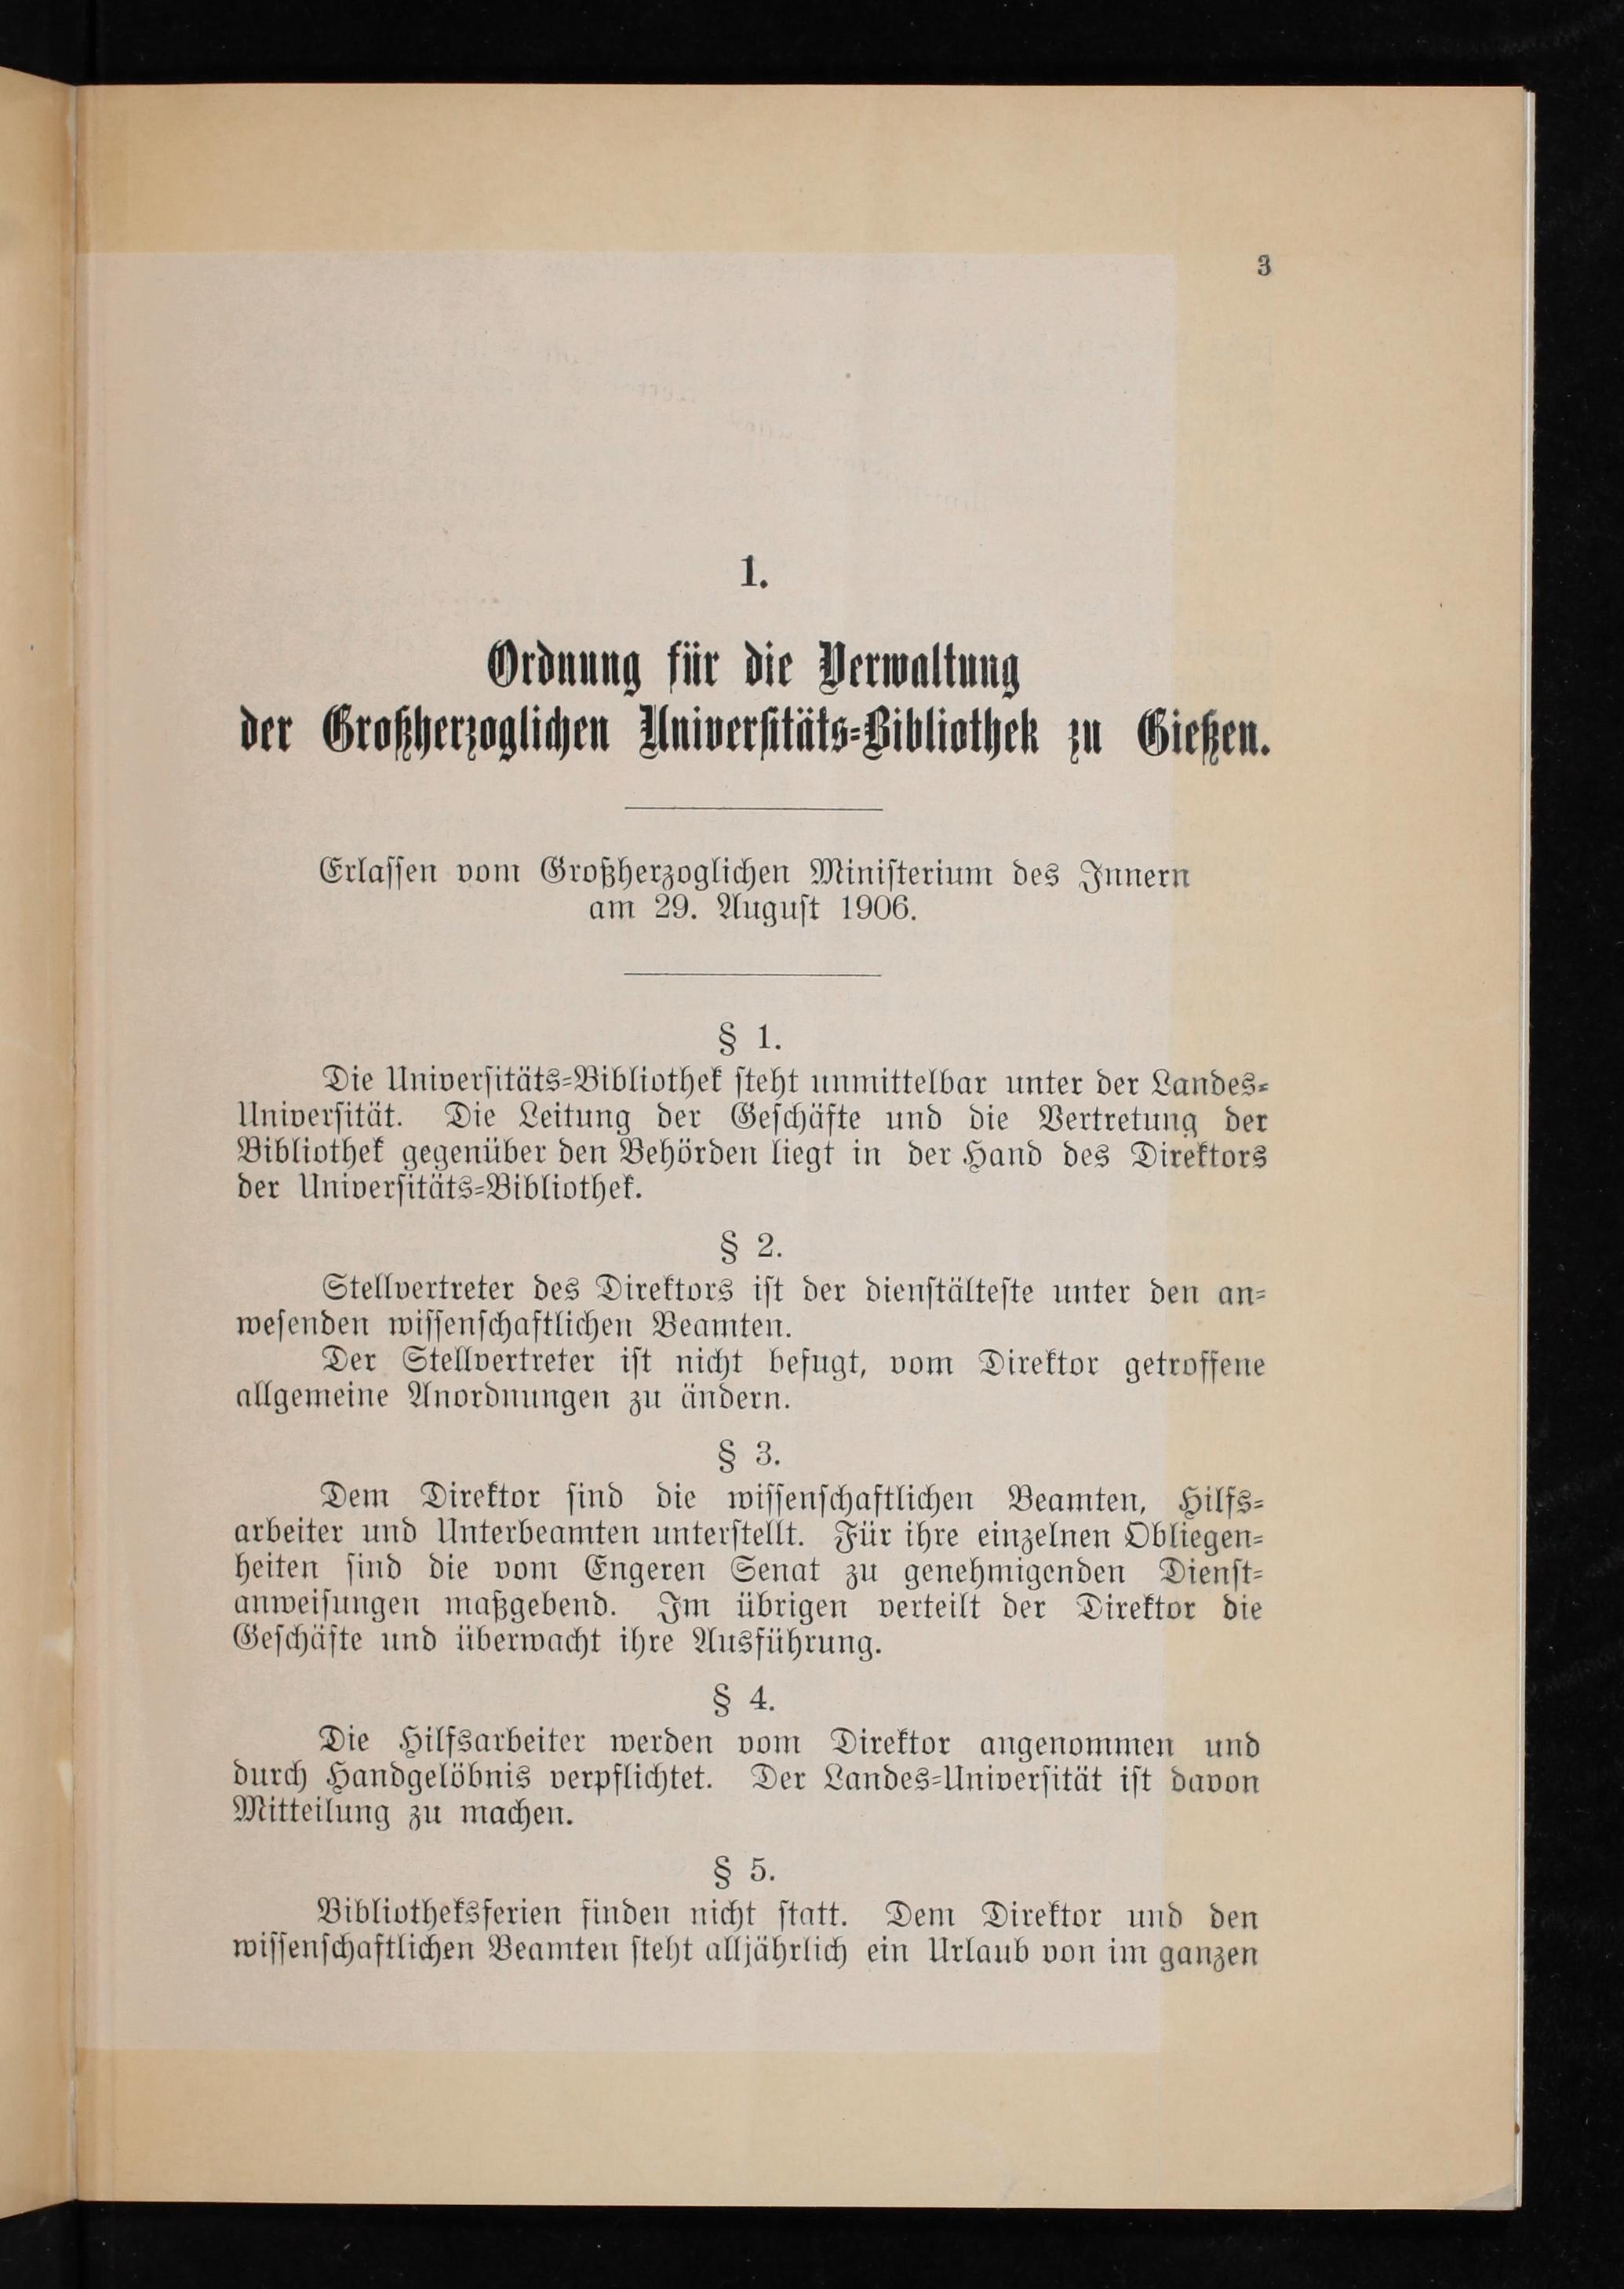 3
1.
Ordnung für die Verwaltung
der Großherzoglichen Universitäts-Bibliothek zu Gießen.
Erlassen vom Großherzoglichen Ministerium des Innern
am 29. August 1906.
§ 1.
Die Universitäts-Bibliothek steht unmittelbar unter der Landes-
Universität. Die Leitung der Geschäfte und die Vertretung der
Bibliothek gegenüber den Behörden liegt in der Hand des Direktors
der Universitäts-Bibliothek.
§ 2.
Stellvertreter des Direktors ist der dienstälteste unter den an-
wesenden wissenschaftlichen Beamten.
Der Stellvertreter ist nicht befugt, vom Direktor getroffene
allgemeine Anordnungen zu ändern.
§ 3.
Dem Direktor sind die wissenschaftlichen Beamten, Hilfs-
arbeiter und Unterbeamten unterstellt. Für ihre einzelnen Obliegen-
heiten sind die vom Engeren Senat zu genehmigenden Dienst-
anweisungen maßgebend. Im übrigen verteilt der Direktor die
Geschäfte und überwacht ihre Ausführung.
§ 4.
Die Hilfsarbeiter werden vom Direktor angenommen und
durch Handgelöbnis verpflichtet. Der Landes-Universität ist davon
Mitteilung zu machen.
§ 5.
Bibliotheksferien finden nicht statt. Dem Direktor und den
wissenschaftlichen Beamten steht alljährlich ein Urlaub von im ganzen